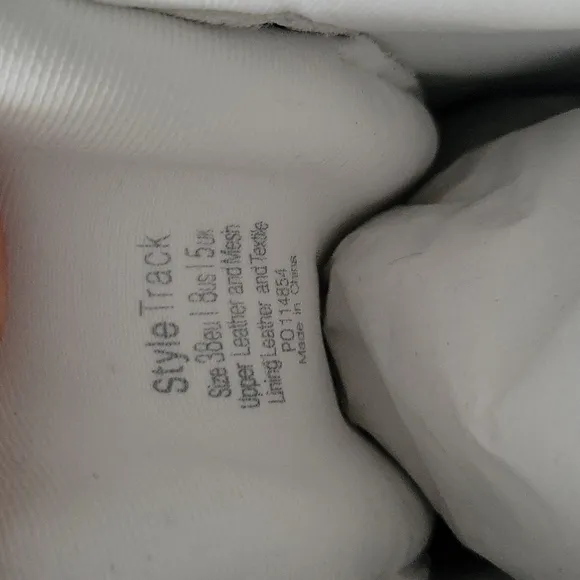 Style Track
Size 38eu | 8us | 5uk
Upper Leather and Mesh
Lining Leather and Textile
PO114854
Made in China